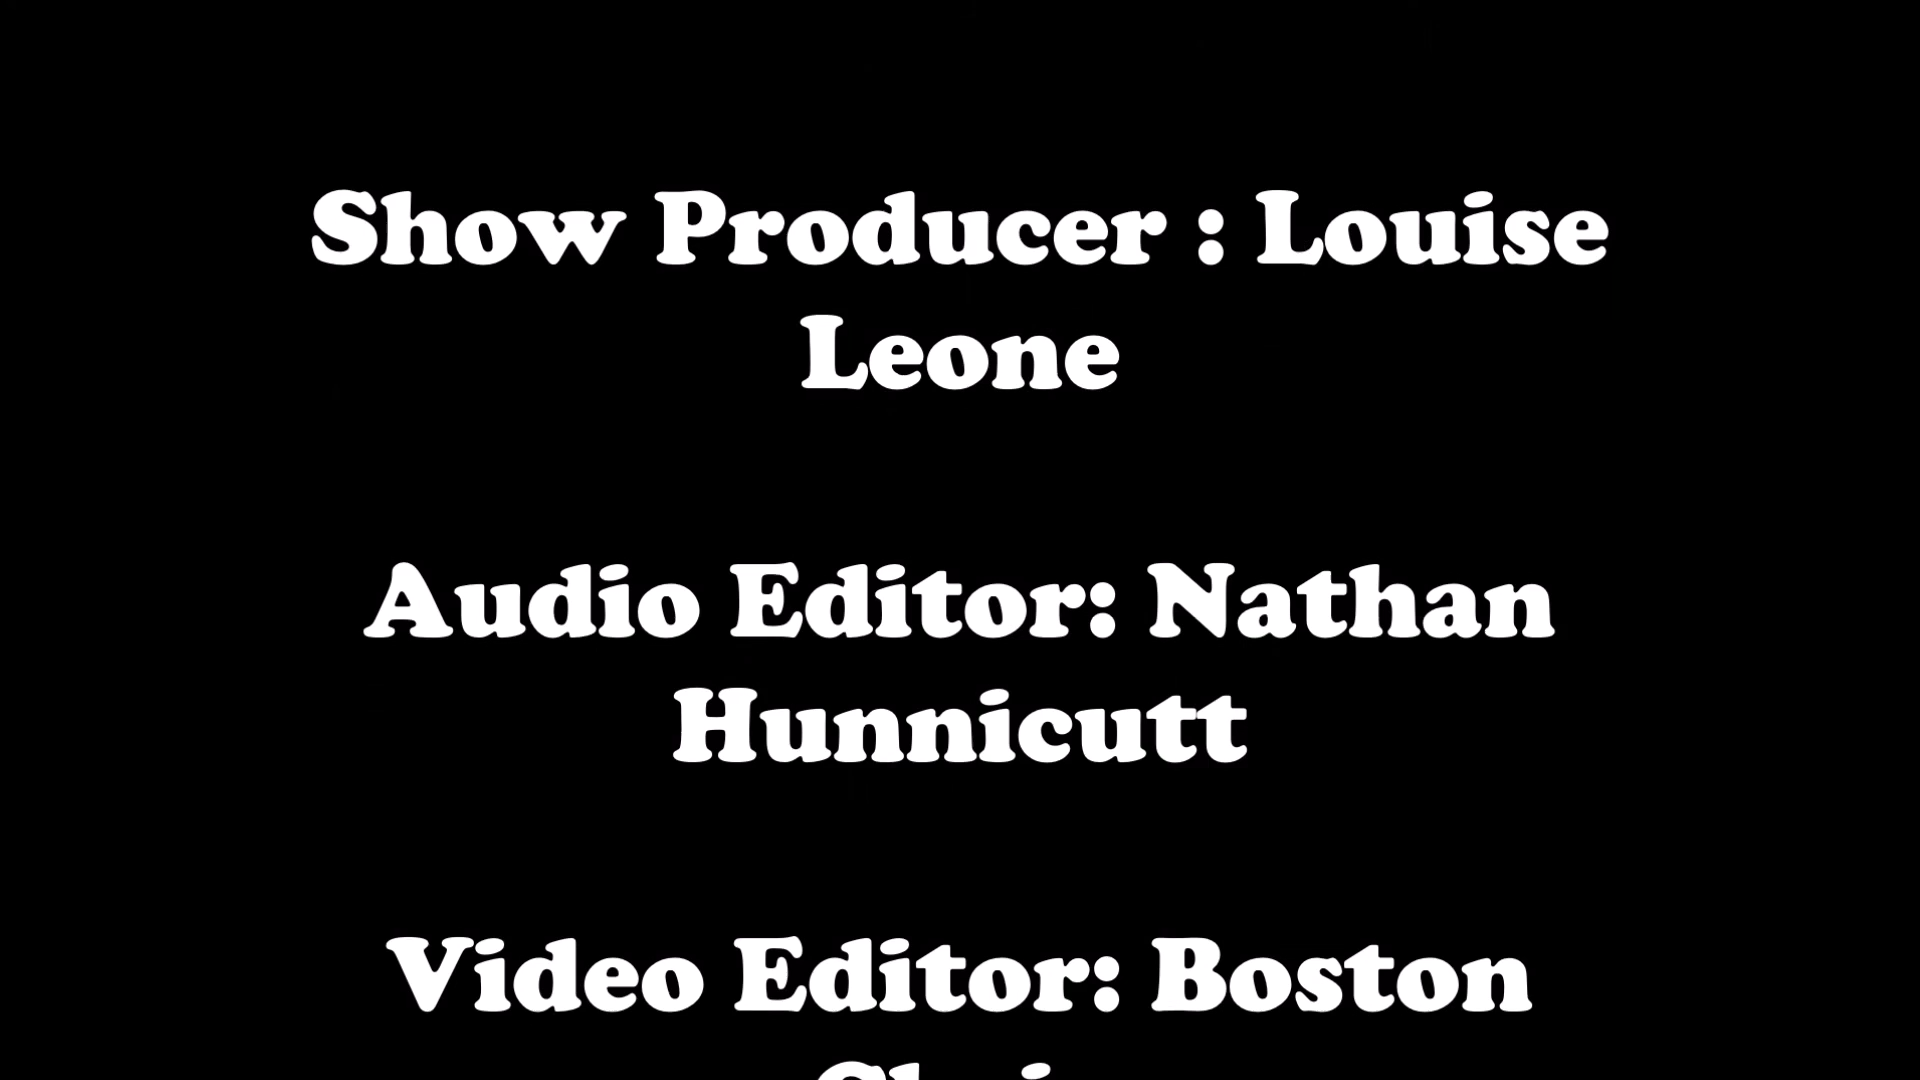 Show Producer : Louise
Leone
Audio Editor: Nathan
Hunnicutt
Video Editor: Boston